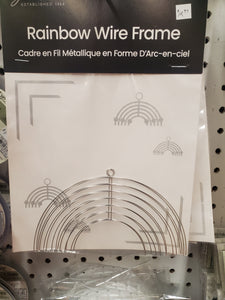 ESTABLISHED 1964
Rainbow Wire Frame
Cadre en Fil Métallique en Forme D'Arc-en-ciel